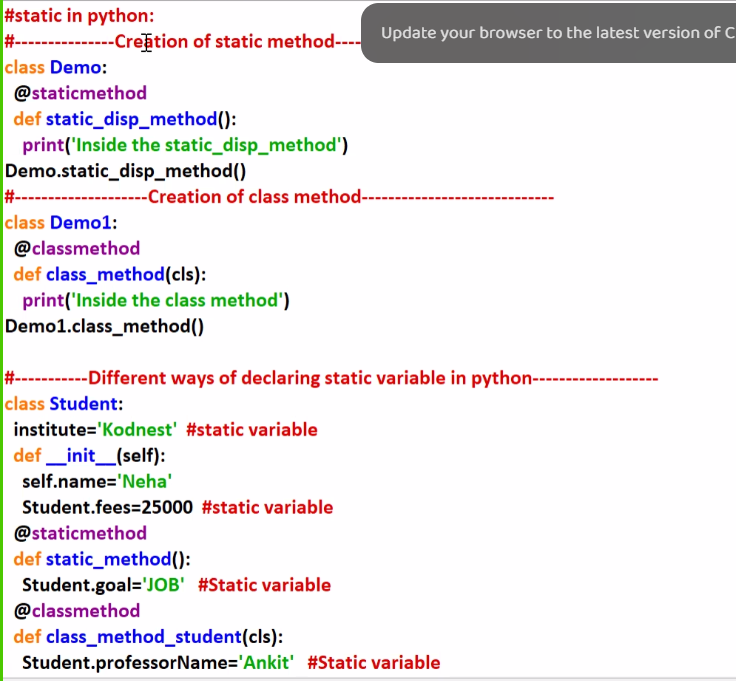 #static in python:
Update your browser to the latest version of C
#---------------Creation of static method----
class Demo:
@staticmethod
def static_disp_method():
print('Inside the static_disp_method')
Demo.static_disp_method()
#--------------------Creation of class method-----------------------------
class Demo1:
@classmethod
def class_method(cls):
print('Inside the class method')
Demo1.class_method()
#-----------Different ways of declaring static variable in python-------------------
class Student:
institute='Kodnest' #static variable
def __init__(self):
self.name='Neha'
Student.fees=25000 #static variable
@staticmethod
def static_method():
Student.goal='JOB' #Static variable
@classmethod
def class_method_student(cls):
Student.professorName='Ankit' #Static variable